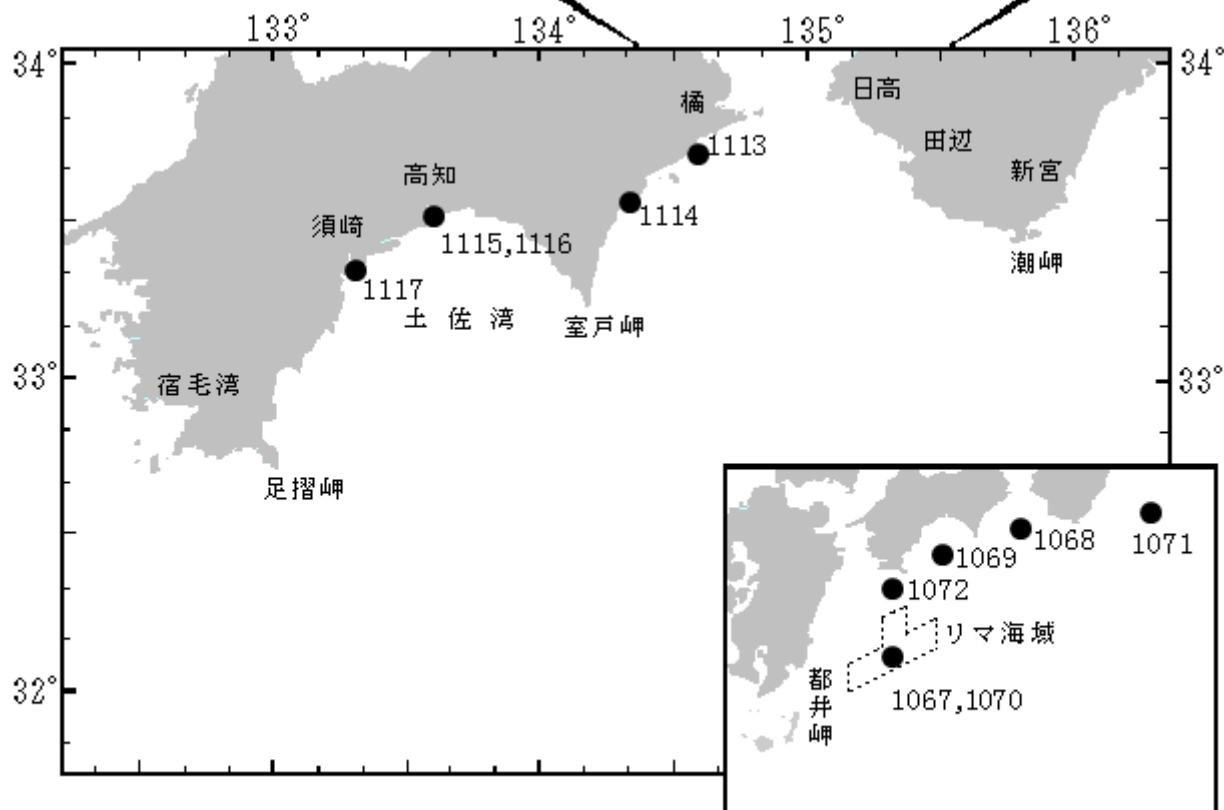 133°
134°
135°
136°
34°
34°
橘
日高
1113
田辺
高知
新宮
1114
須崎
1115,1116
潮岬
1117
土佐湾
室戸岬
33°
33°
宿毛湾
足摺岬
1068
1071
1069
1072
リマ海域
都井岬
32°
1067,1070